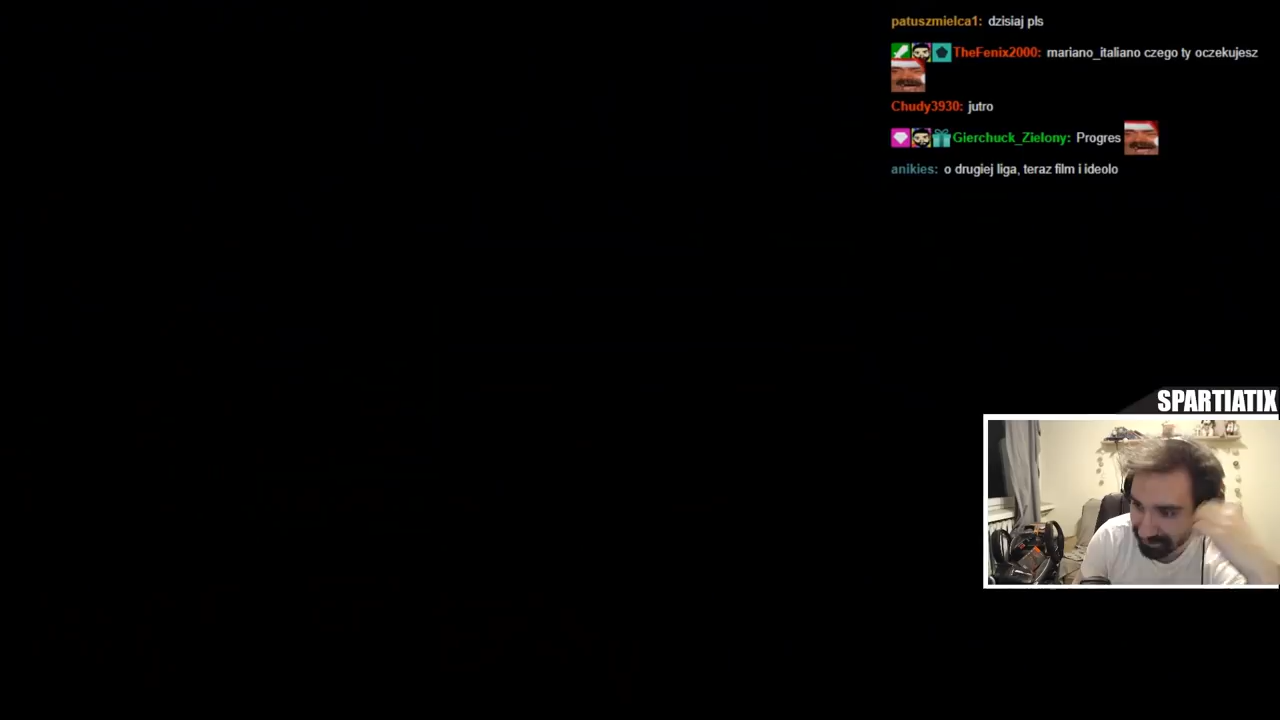 patuszmielca1: dzisiaj pls
TheFenix2000: mariano_italiano czego ty oczekujesz
Chudy3930: jutro
Gierchuck_Zielony: Progres
anikies: o drugiej liga, teraz film i ideolo
SPARTIATIX